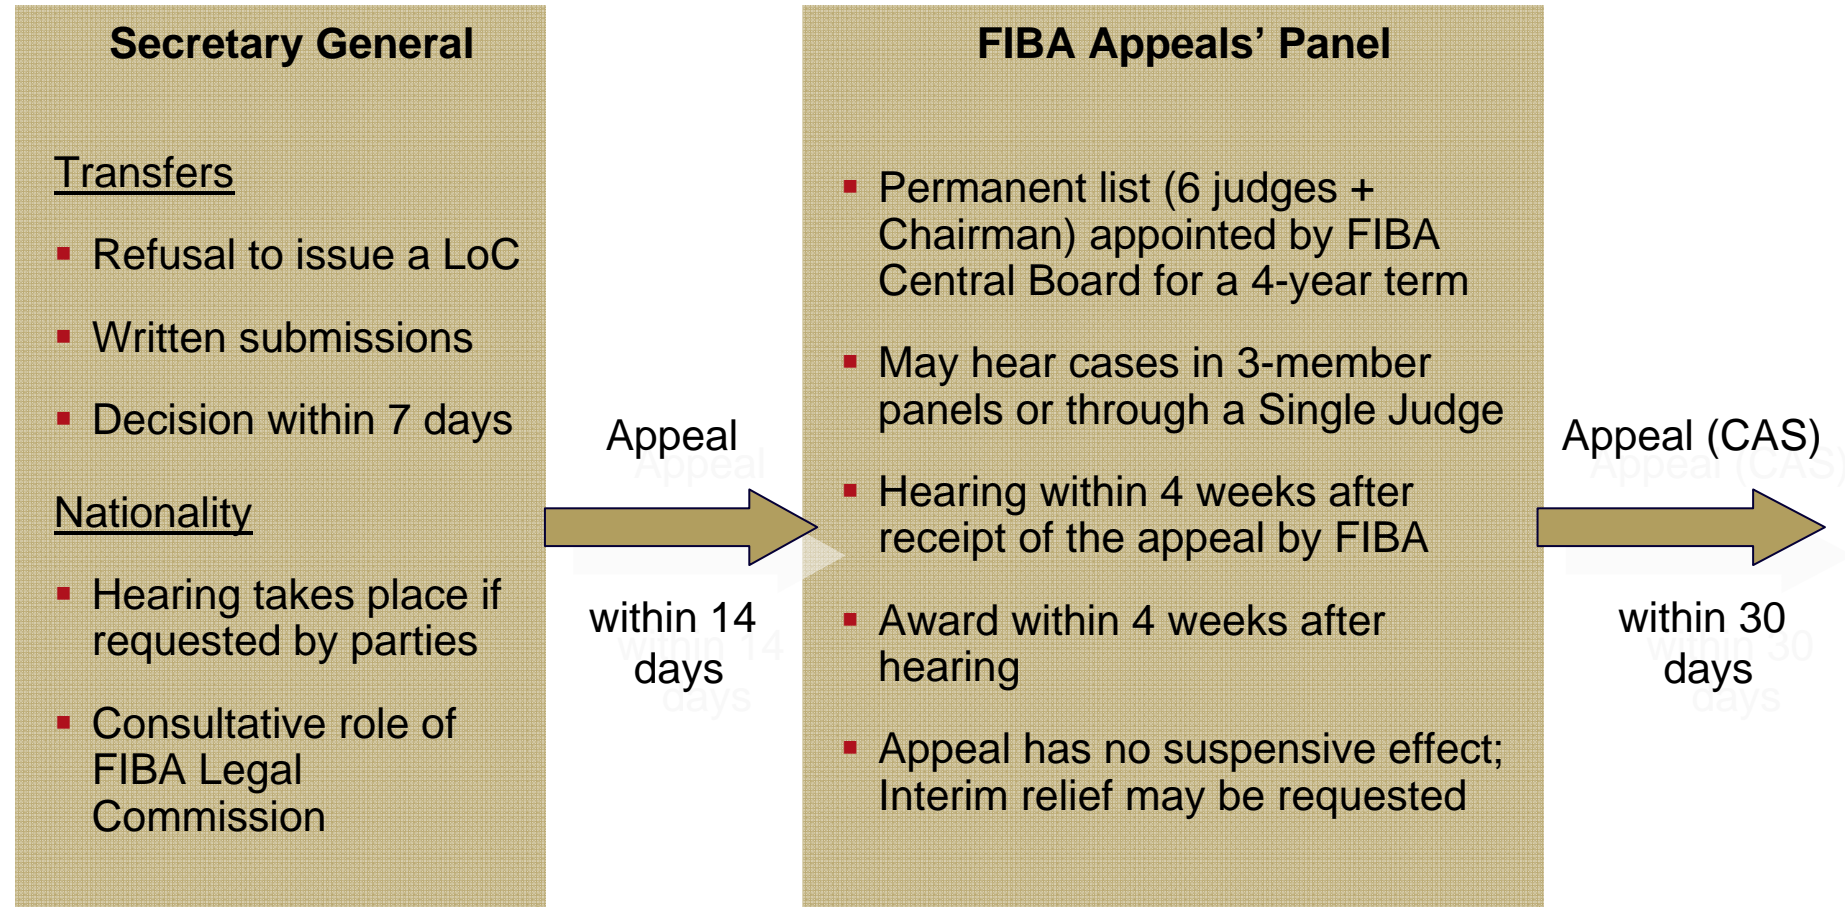 Secretary General
Transfers
▪ Refusal to issue a LoC
▪ Written submissions
▪ Decision within 7 days
Nationality
▪ Hearing takes place if
requested by parties
▪ Consultative role of
FIBA Legal
Commission
Appeal
within 14
days
FIBA Appeals’ Panel
▪ Permanent list (6 judges +
Chairman) appointed by FIBA
Central Board for a 4-year term
▪ May hear cases in 3-member
panels or through a Single Judge
▪ Hearing within 4 weeks after
receipt of the appeal by FIBA
▪ Award within 4 weeks after
hearing
▪ Appeal has no suspensive effect;
Interim relief may be requested
Appeal (CAS)
within 30
days